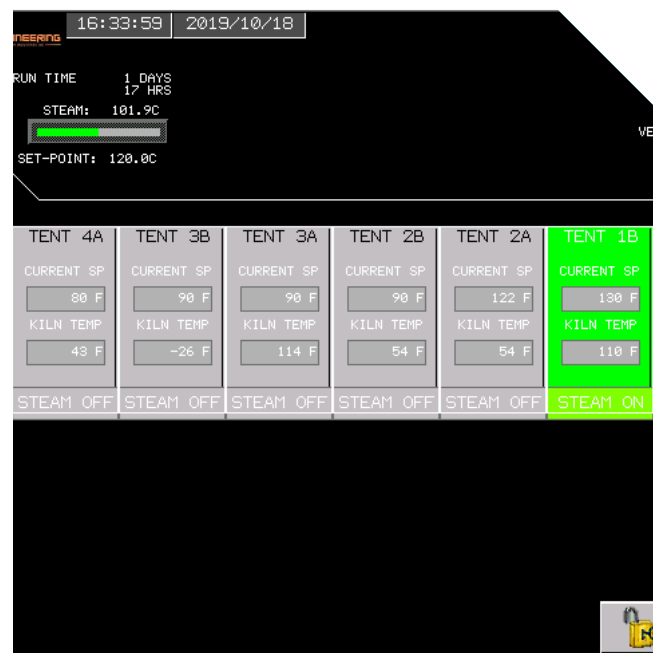 16:33:59 2019/10/18
NEERING
RUN TIME 1 DAYS
17 HRS
STEAM: 101.9C
VE
SET-POINT: 120.0C
TENT 4A TENT 3B TENT 3A TENT 2B TENT 2A TENT 1B
CURRENT SP CURRENT SP CURRENT SP CURRENT SP CURRENT SP CURRENT SP
80 F 90 F 90 F 90 F 122 F 130 F
KILN TEMP KILN TEMP KILN TEMP KILN TEMP KILN TEMP KILN TEMP
43 F -26 F 114 F 54 F 54 F 110 F
STEAM OFF STEAM OFF STEAM OFF STEAM OFF STEAM OFF STEAM ON